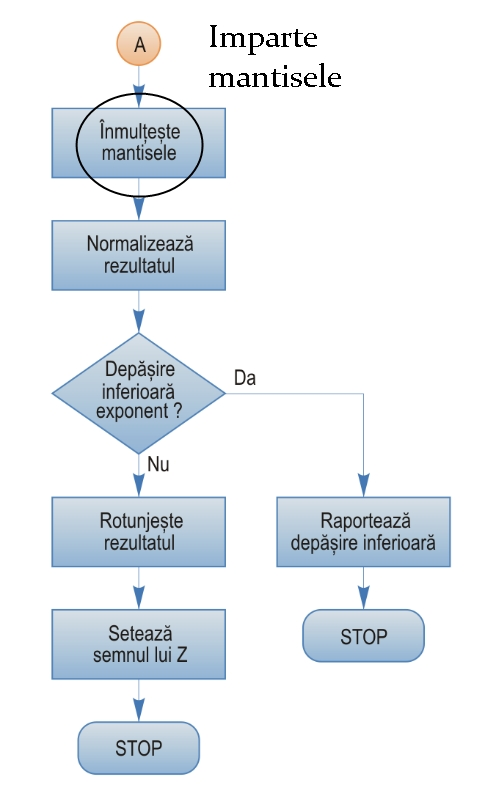 A
Imparte
mantisele
Înmulțește
mantisele
Normalizează
rezultatul
Depășire
inferioară
exponent ?
Da
Nu
Rotunjește
rezultatul
Raportează
depășire inferioară
Setează
semnul lui Z
STOP
STOP